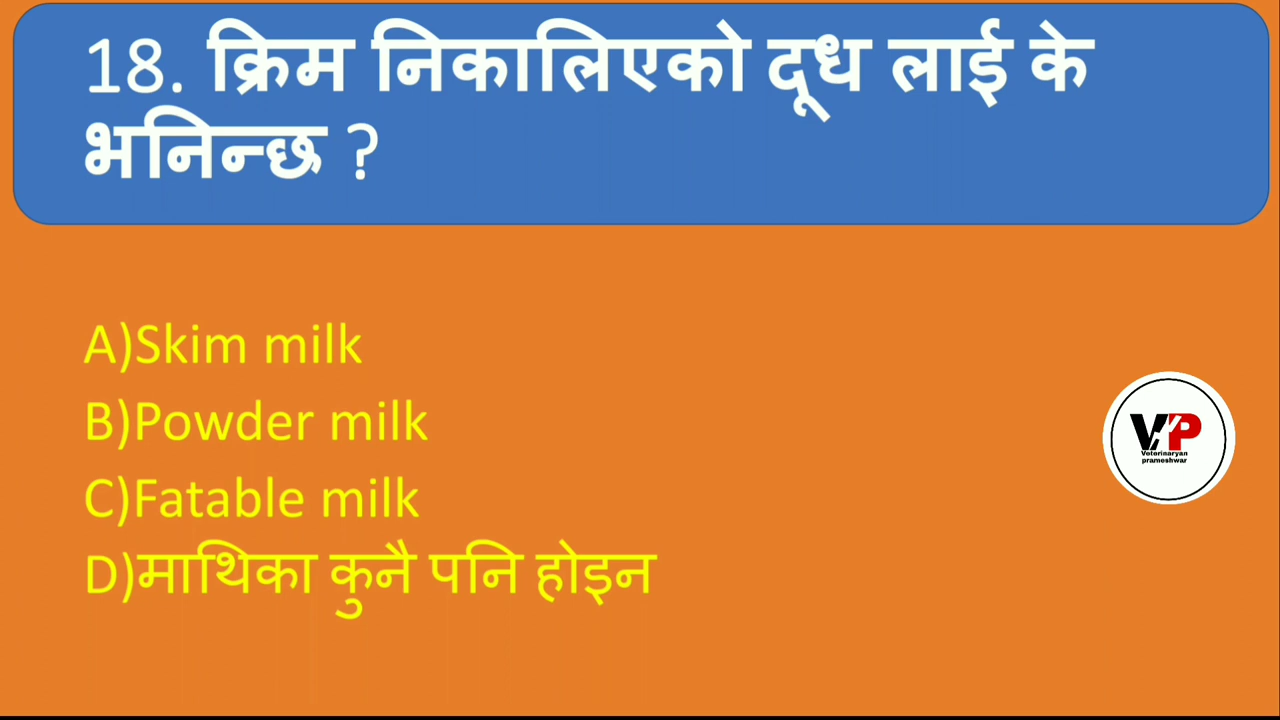 18. क्रिम निकालिएको दूध लाई के
भनिन्छ ?
A)Skim milk
B)Powder milk
C)Fatable milk
D)माथिका कुनै पनि होइन
VP
Veterinaryan
prameshwar